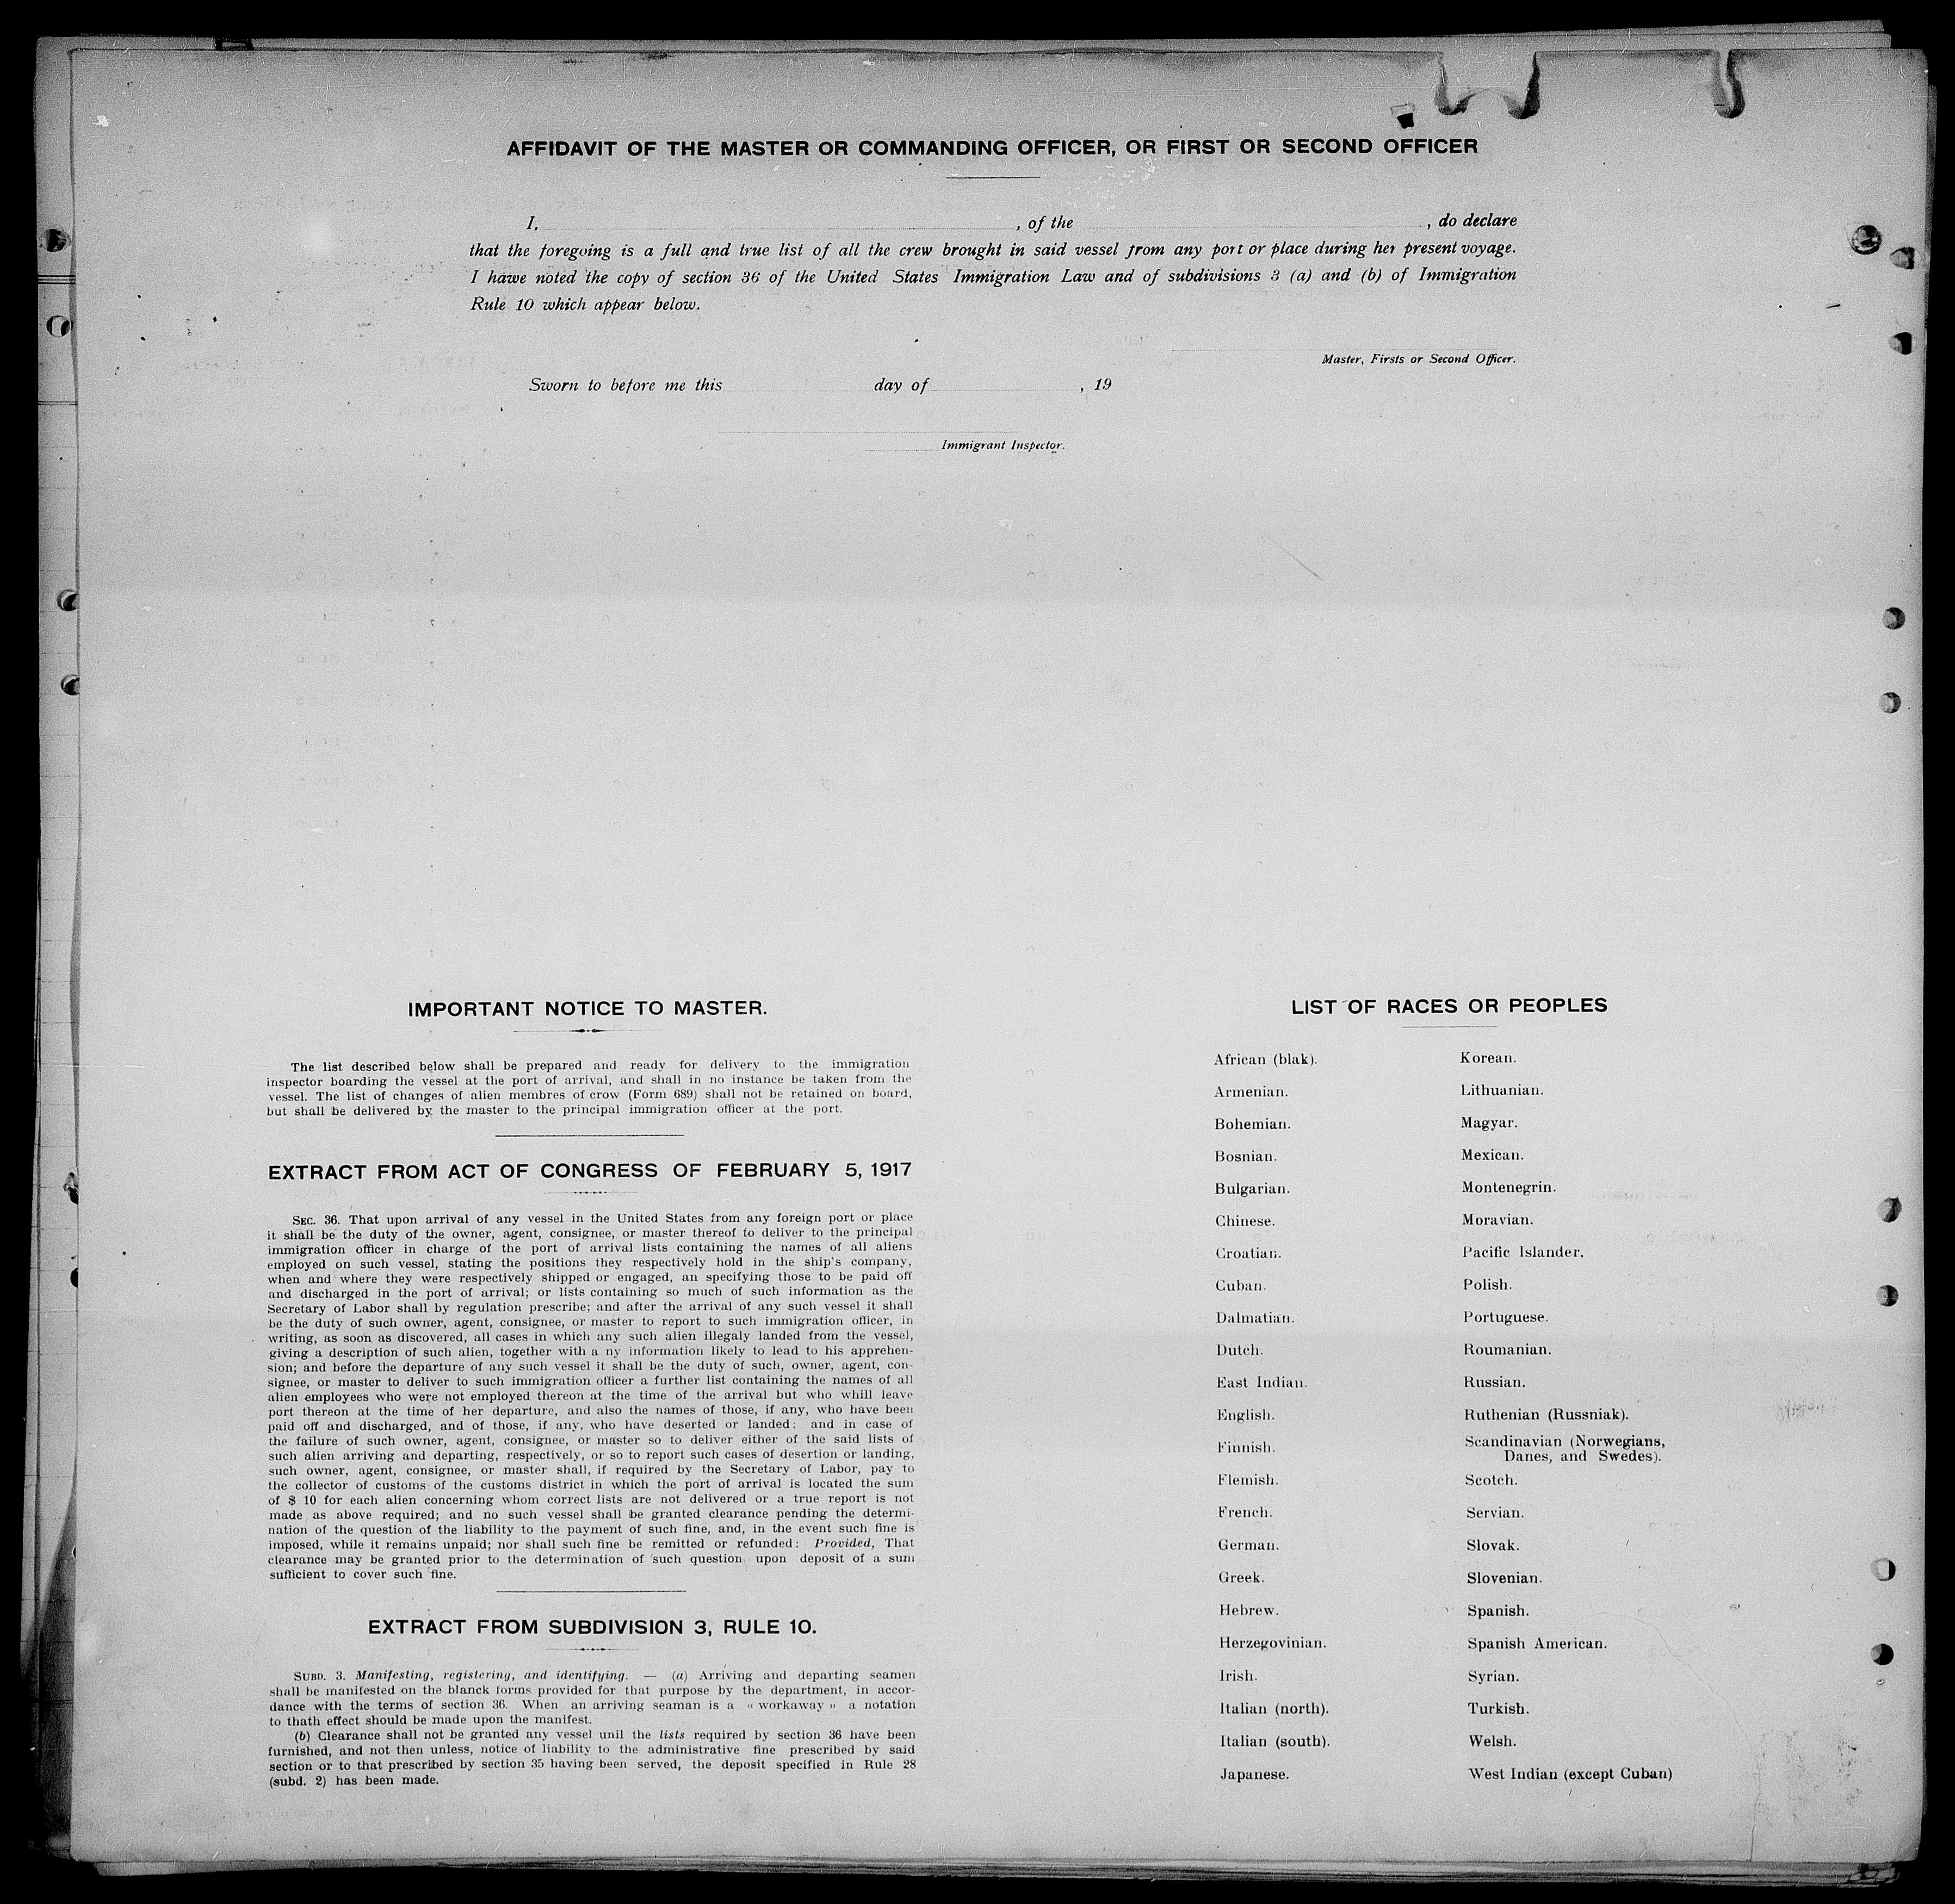 AFFIDAVIT OF THE MASTER OR COMMANDING OFFICER, OR FIRST OR SECOND OFFICER
I, , of the , do declare
that the foregoing is a full and true list of all the crew brought in said vessel from any port or place during her present voyage.
I hawe noted the copy of section 36 of the United States Immigration Law and of subdivisions 3 (a) and (b) of Immigration
Rule 10 which appear below.
Master, Firsts or Second Officer.
Sworn to before me this day of , 19
Immigrant Inspector.
IMPORTANT NOTICE TO MASTER.
The list described below shall be prepared and ready for delivery to the immigration
inspector boarding the vessel at the port of arrival, and shall in no instance be taken from the
vessel. The list of changes of alien membres of crow (Form 689) shall not be retained on board,
but shall be delivered by the master to the principal immigration officer at the port.
EXTRACT FROM ACT OF CONGRESS OF FEBRUARY 5, 1917
SEC. 36. That upon arrival of any vessel in the United States from any foreign port or place
it shall be the duty of the owner, agent, consignee, or master thereof to deliver to the principal
immigration officer in charge of the port of arrival lists containing the names of all aliens
employed on such vessel, stating the positions they respectively hold in the ship's company,
when and where they were respectively shipped or engaged, an specifying those to be paid off
and discharged in the port of arrival; or lists containing so much of such information as the
Secretary of Labor shall by regulation prescribe; and after the arrival of any such vessel it shall
be the duty of such owner, agent, consignee, or master to report to such immigration officer, in
writing, as soon as discovered, all cases in which any such alien illegaly landed from the vessel,
giving a description of such alien, together with a ny information likely to lead to his apprehen-
sion; and before the departure of any such vessel it shall be the duty of such, owner, agent, con-
signee, or master to deliver to such immigration officer a further list containing the names of all
alien employees who were not employed thereon at the time of the arrival but who whill leave
port thereon at the time of her departure, and also the names of those, if any, who have been
paid off and discharged, and of those, if any, who have deserted or landed: and in case of
the failure of such owner, agent, consignee, or master so to deliver either of the said lists of
such alien arriving and departing, respectively, or so to report such cases of desertion or landing,
such owner, agent, consignee, or master shall, if required by the Secretary of Labor, pay to
the collector of customs of the customs district in which the port of arrival is located the sum
of $ 10 for each alien concerning whom correct lists are not delivered or a true report is not
made as above required; and no such vessel shall be granted clearance pending the determi-
nation of the question of the liability to the payment of such fine, and, in the event such fine is
imposed, while it remains unpaid; nor shall such fine be remitted or refunded: Provided, That
clearance may be granted prior to the determination of such question upon deposit of a sum
sufficient to cover such fine.
EXTRACT FROM SUBDIVISION 3, RULE 10.
SUBD. 3. Manifesting, registering, and identifying. — (a) Arriving and departing seamen
shall be manifested on the blanck forms provided for that purpose by the department, in accor-
dance with the terms of section 36. When an arriving seaman is a « workaway » a notation
to thath effect should be made upon the manifest.
(b) Clearance shall not be granted any vessel unil the lists required by section 36 have been
furnished, and not then unless, notice of liability to the administrative fine prescribed by said
section or to that prescribed by section 35 having been served, the deposit specified in Rule 28
(subd. 2) has been made.
LIST OF RACES OR PEOPLES
African (blak).
Armenian.
Bohemian.
Bosnian.
Bulgarian.
Chinese.
Croatian.
Cuban.
Dalmatian.
Dutch.
East Indian.
English.
Finnish.
Flemish.
French.
German.
Greek.
Hebrew.
Herzegovinian.
Irish.
Italian (north).
Italian (south).
Japanese.
Korean.
Lithuanian.
Magyar.
Mexican.
Montenegrin.
Moravian.
Pacific Islander.
Polish.
Portuguese.
Roumanian.
Russian.
Ruthenian (Russniak).
Scandinavian (Norwegians,
Danes, and Swedes).
Scotch.
Servian.
Slovak.
Slovenian.
Spanish.
Spanish American.
Syrian.
Turkish.
Welsh.
West Indian (except Cuban)